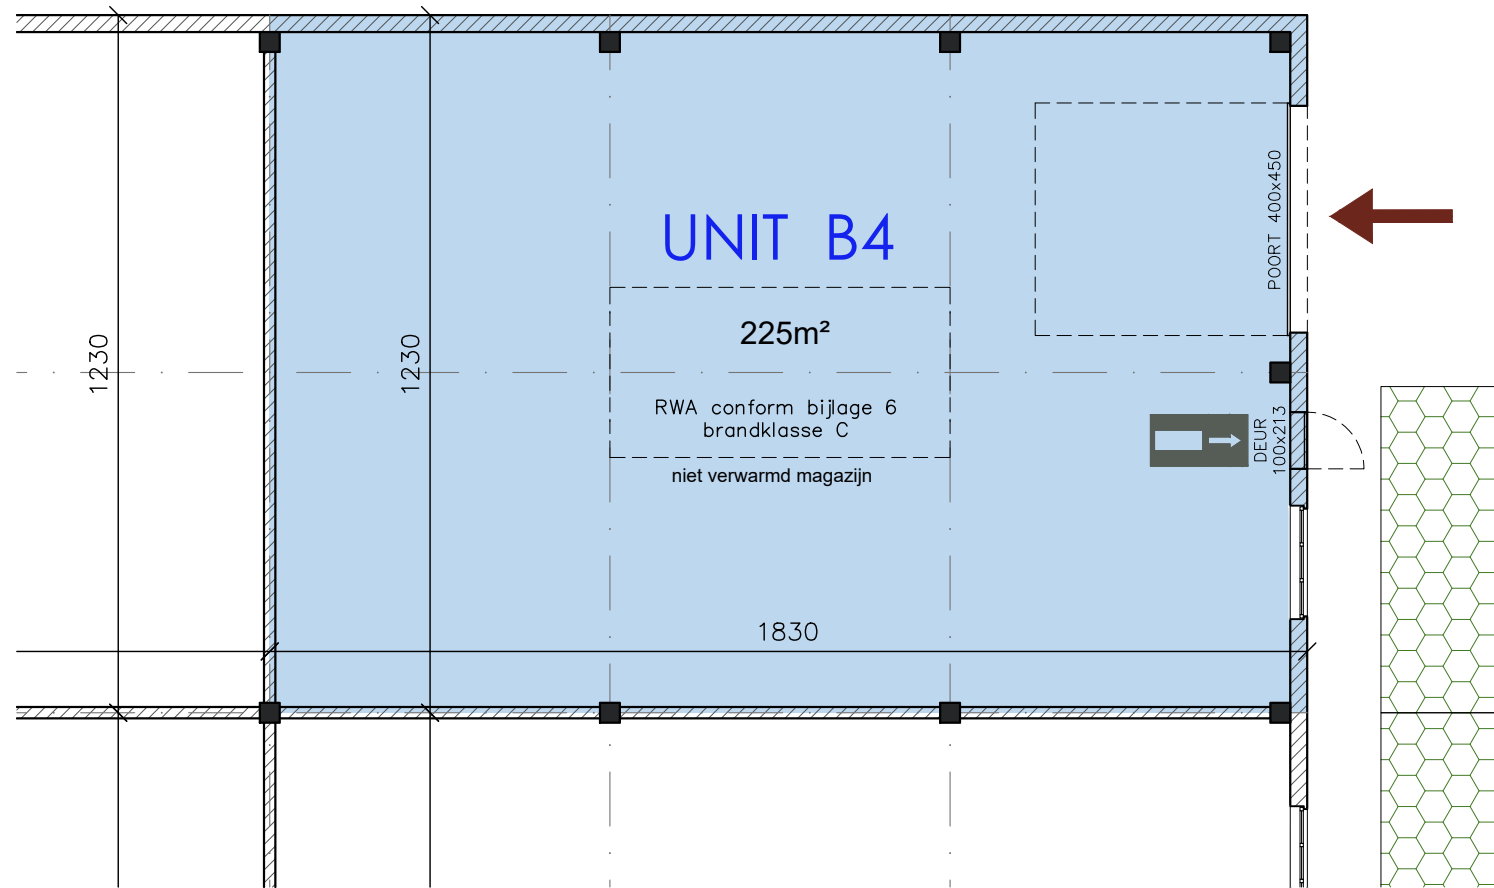 UNIT B4
POORT 400x450
225m²
1230
1230
RWA conform bijlage 6
brandklasse C
DEUR
100x213
niet verwarmd magazijn
1830